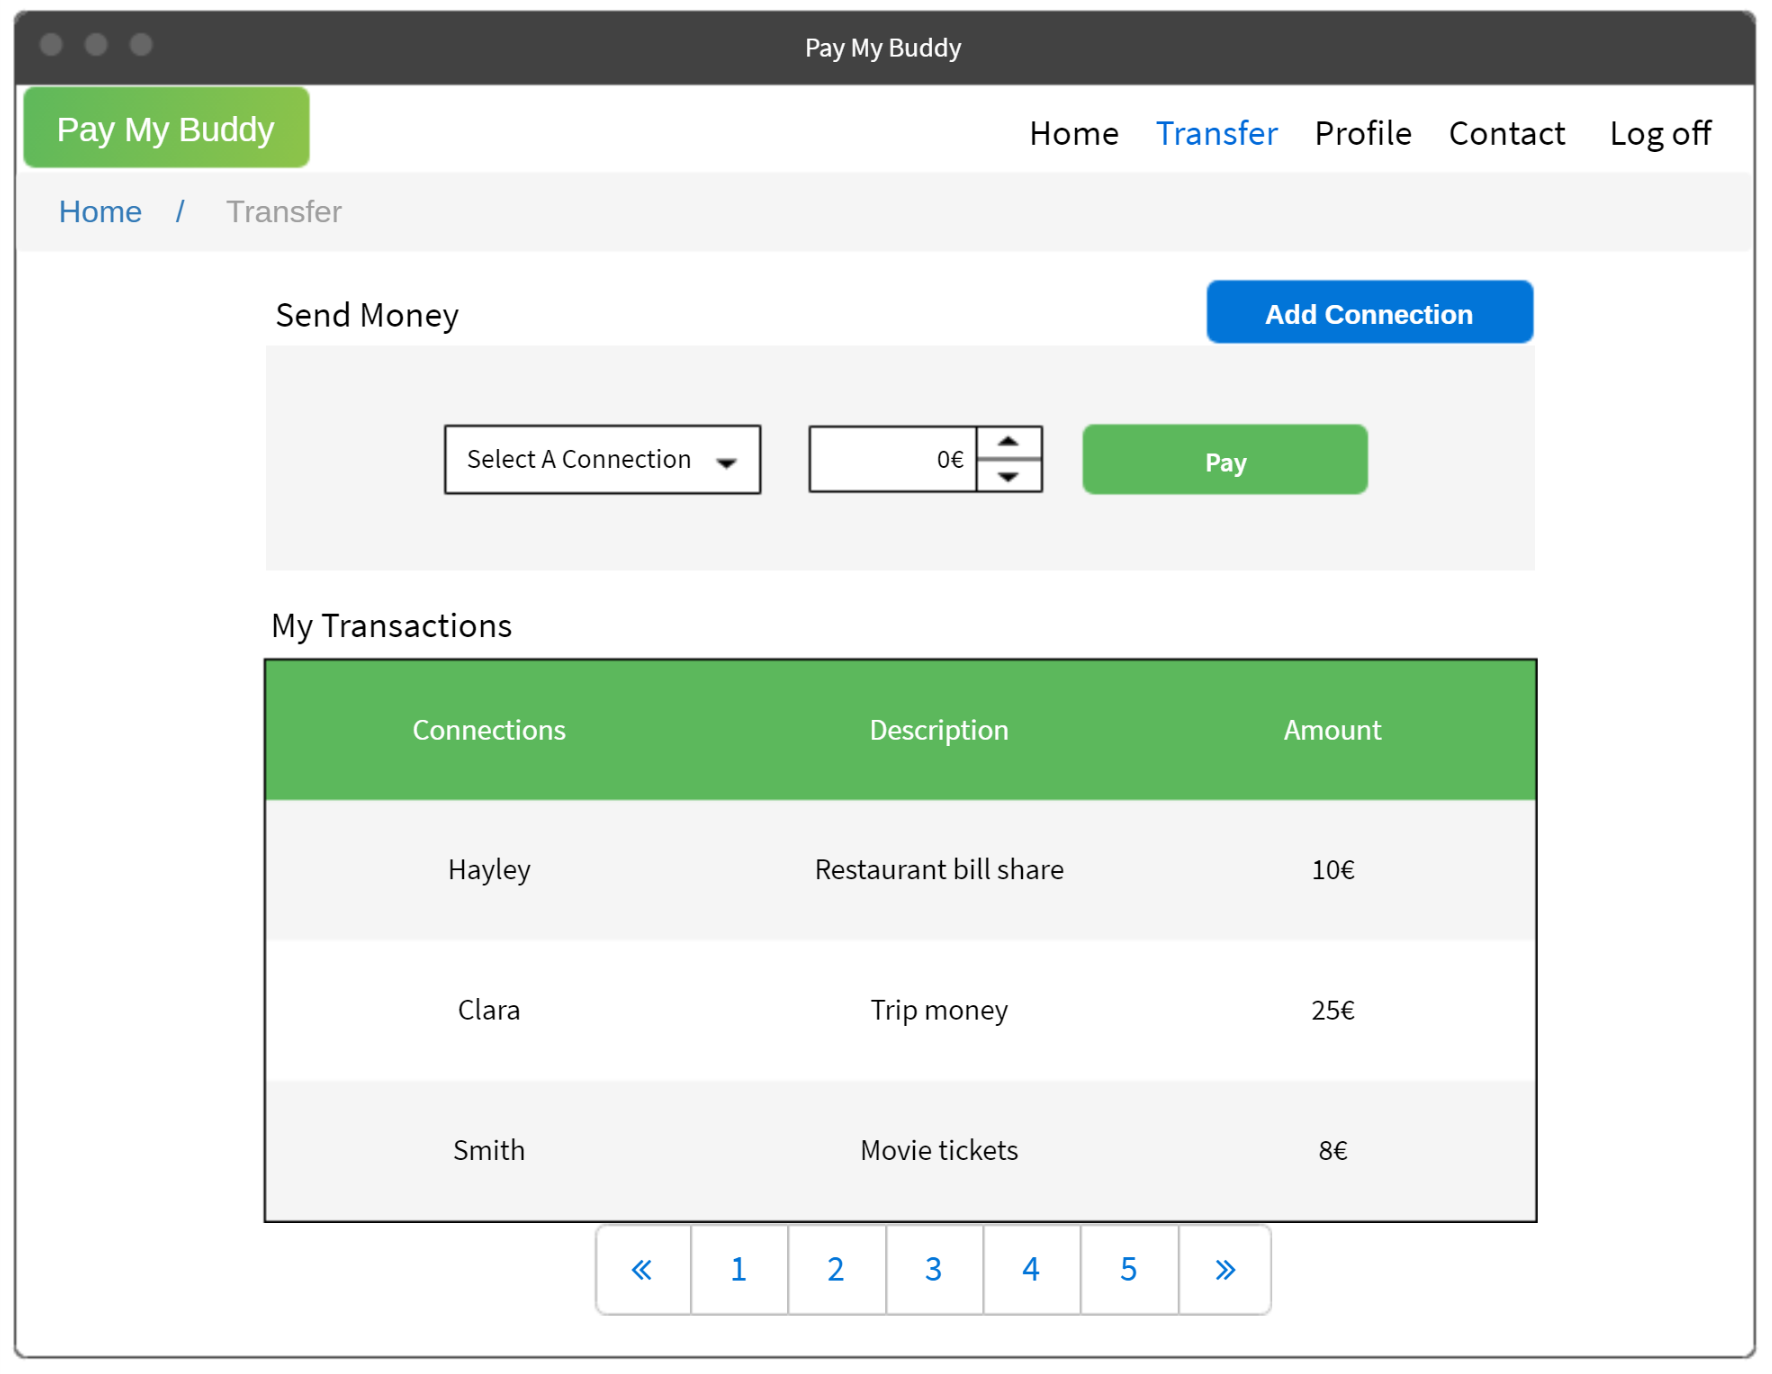 Pay My Buddy
Pay My Buddy
Home Transfer Profile Contact Log off
Home / Transfer
Send Money
Add Connection
Select A Connection
0€
Pay
My Transactions
Connections Description Amount
Hayley Restaurant bill share 10€
Clara Trip money 25€
Smith Movie tickets 8€
« 1 2 3 4 5 »